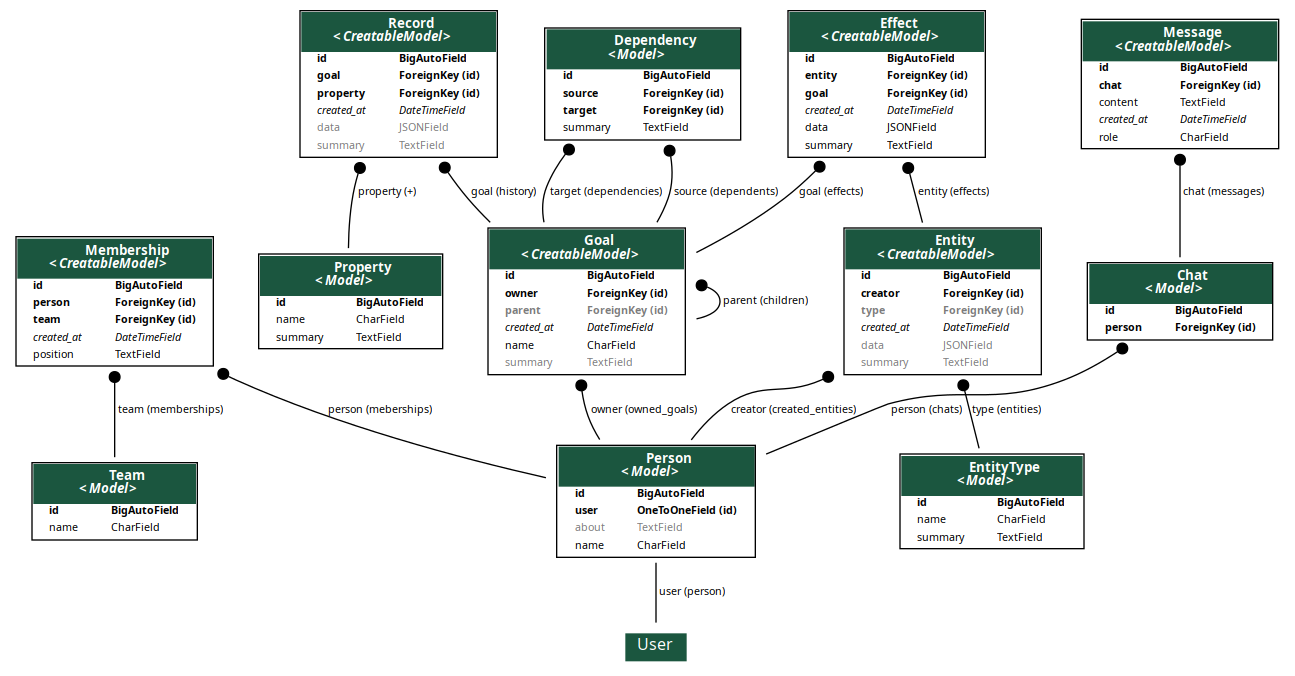 Record
< CreatableModel >
id BigAutoField
goal ForeignKey (id)
property ForeignKey (id)
created_at DateTimeField
data JSONField
summary TextField
Dependency
< Model >
id BigAutoField
source ForeignKey (id)
target ForeignKey (id)
summary TextField
Effect
< CreatableModel >
id BigAutoField
entity ForeignKey (id)
goal ForeignKey (id)
created_at DateTimeField
data JSONField
summary TextField
Message
< CreatableModel >
id BigAutoField
chat ForeignKey (id)
content TextField
created_at DateTimeField
role CharField
property (+)
goal (history)
target (dependencies)
source (dependents)
goal (effects)
entity (effects)
chat (messages)
Membership
< CreatableModel >
id BigAutoField
person ForeignKey (id)
team ForeignKey (id)
created_at DateTimeField
position TextField
Property
< Model >
id BigAutoField
name CharField
summary TextField
Goal
< CreatableModel >
id BigAutoField
owner ForeignKey (id)
parent ForeignKey (id)
created_at DateTimeField
name CharField
summary TextField
parent (children)
Entity
< CreatableModel >
id BigAutoField
creator ForeignKey (id)
type ForeignKey (id)
created_at DateTimeField
data JSONField
summary TextField
Chat
< Model >
id BigAutoField
person ForeignKey (id)
team (memberships)
person (meberships)
owner (owned_goals)
creator (created_entities)
person (chats)
type (entities)
Team
< Model >
id BigAutoField
name CharField
Person
< Model >
id BigAutoField
user OneToOneField (id)
about TextField
name CharField
EntityType
< Model >
id BigAutoField
name CharField
summary TextField
user (person)
User